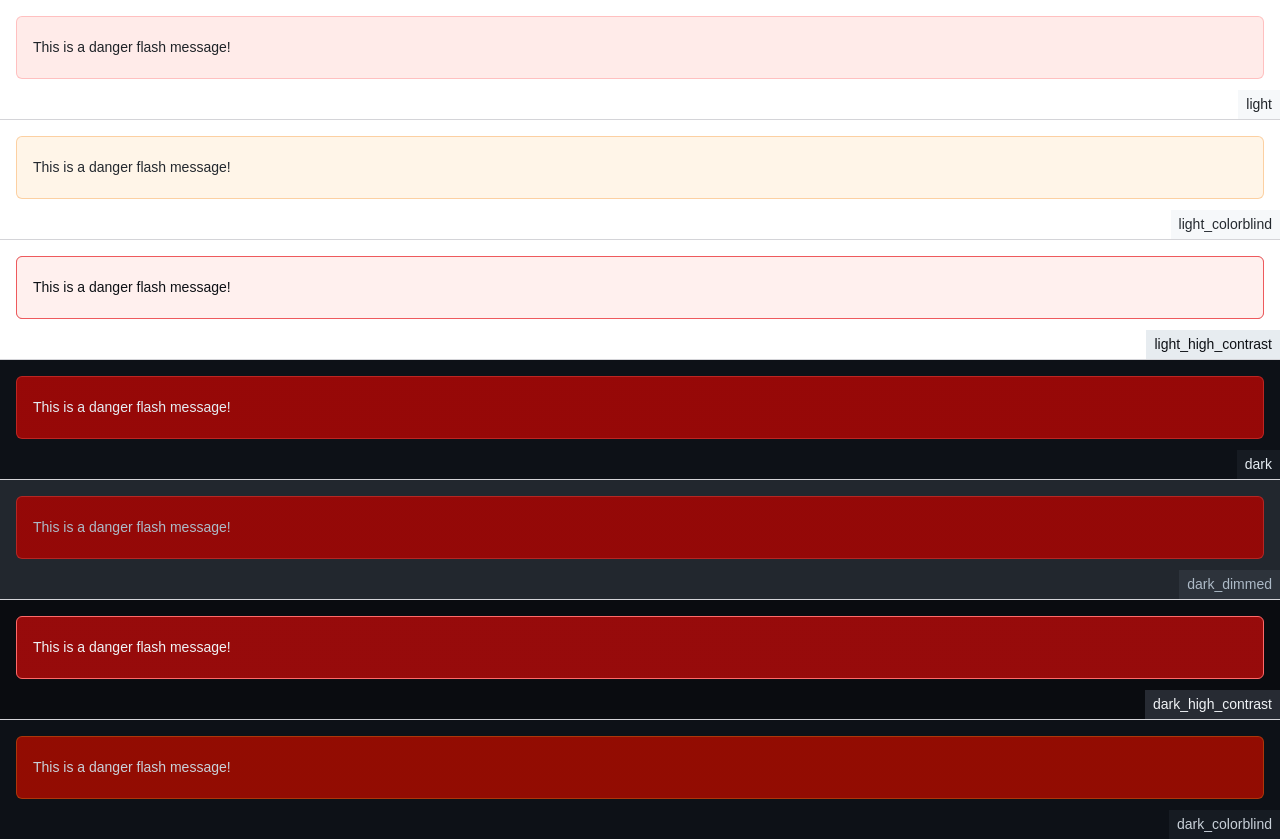 This is a danger flash message!
light
This is a danger flash message!
light_colorblind
This is a danger flash message!
light_high_contrast
This is a danger flash message!
dark
This is a danger flash message!
dark_dimmed
This is a danger flash message!
dark_high_contrast
This is a danger flash message!
dark_colorblind